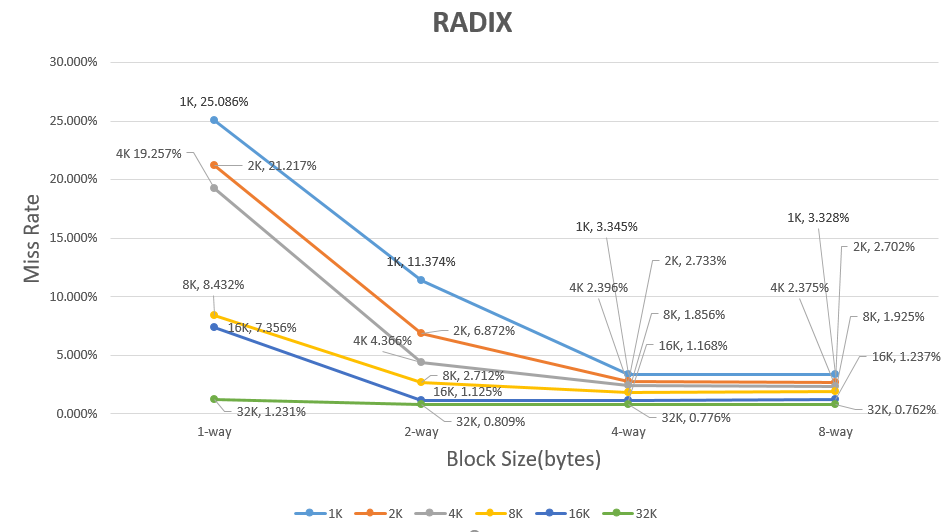 RADIX
30.000%
25.000%
20.000%
15.000%
10.000%
5.000%
0.000%
Miss Rate
1K, 25.086%
4K 19.257%
2K, 21.217%
8K, 8.432%
16K, 7.356%
32K, 1.231%
1K, 11.374%
2K, 6.872%
4K 4.366%
8K, 2.712%
16K, 1.125%
32K, 0.809%
1K, 3.345%
2K, 2.733%
4K 2.396%
8K, 1.856%
16K, 1.168%
32K, 0.776%
1K, 3.328%
2K, 2.702%
4K 2.375%
8K, 1.925%
16K, 1.237%
32K, 0.762%
1-way 2-way 4-way 8-way
Block Size(bytes)
1K 2K 4K 8K 16K 32K